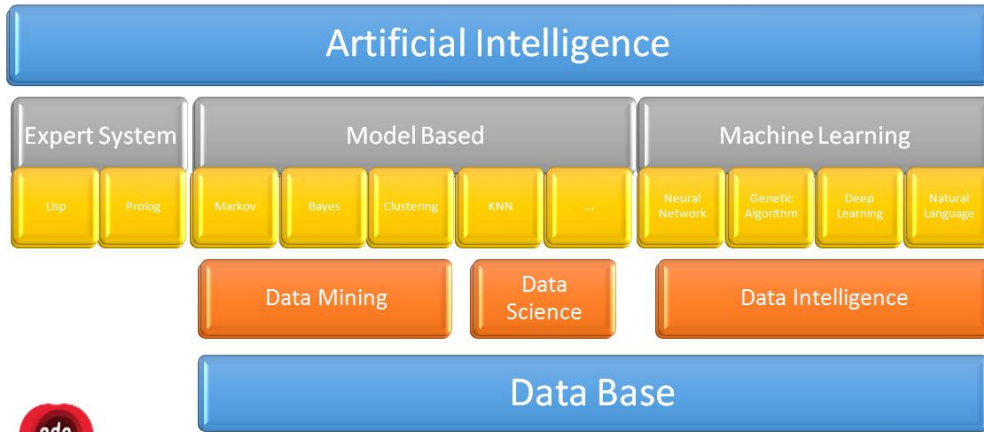 Artificial Intelligence
Expert System
Model Based
Machine Learning
Lisp
Prolog
Markov
Bayes
Clustering
KNN
...
Neural
Network
Genetic
Algorithm
Deep
Learning
Natural
Language
Data Mining
Data
Science
Data Intelligence
Data Base